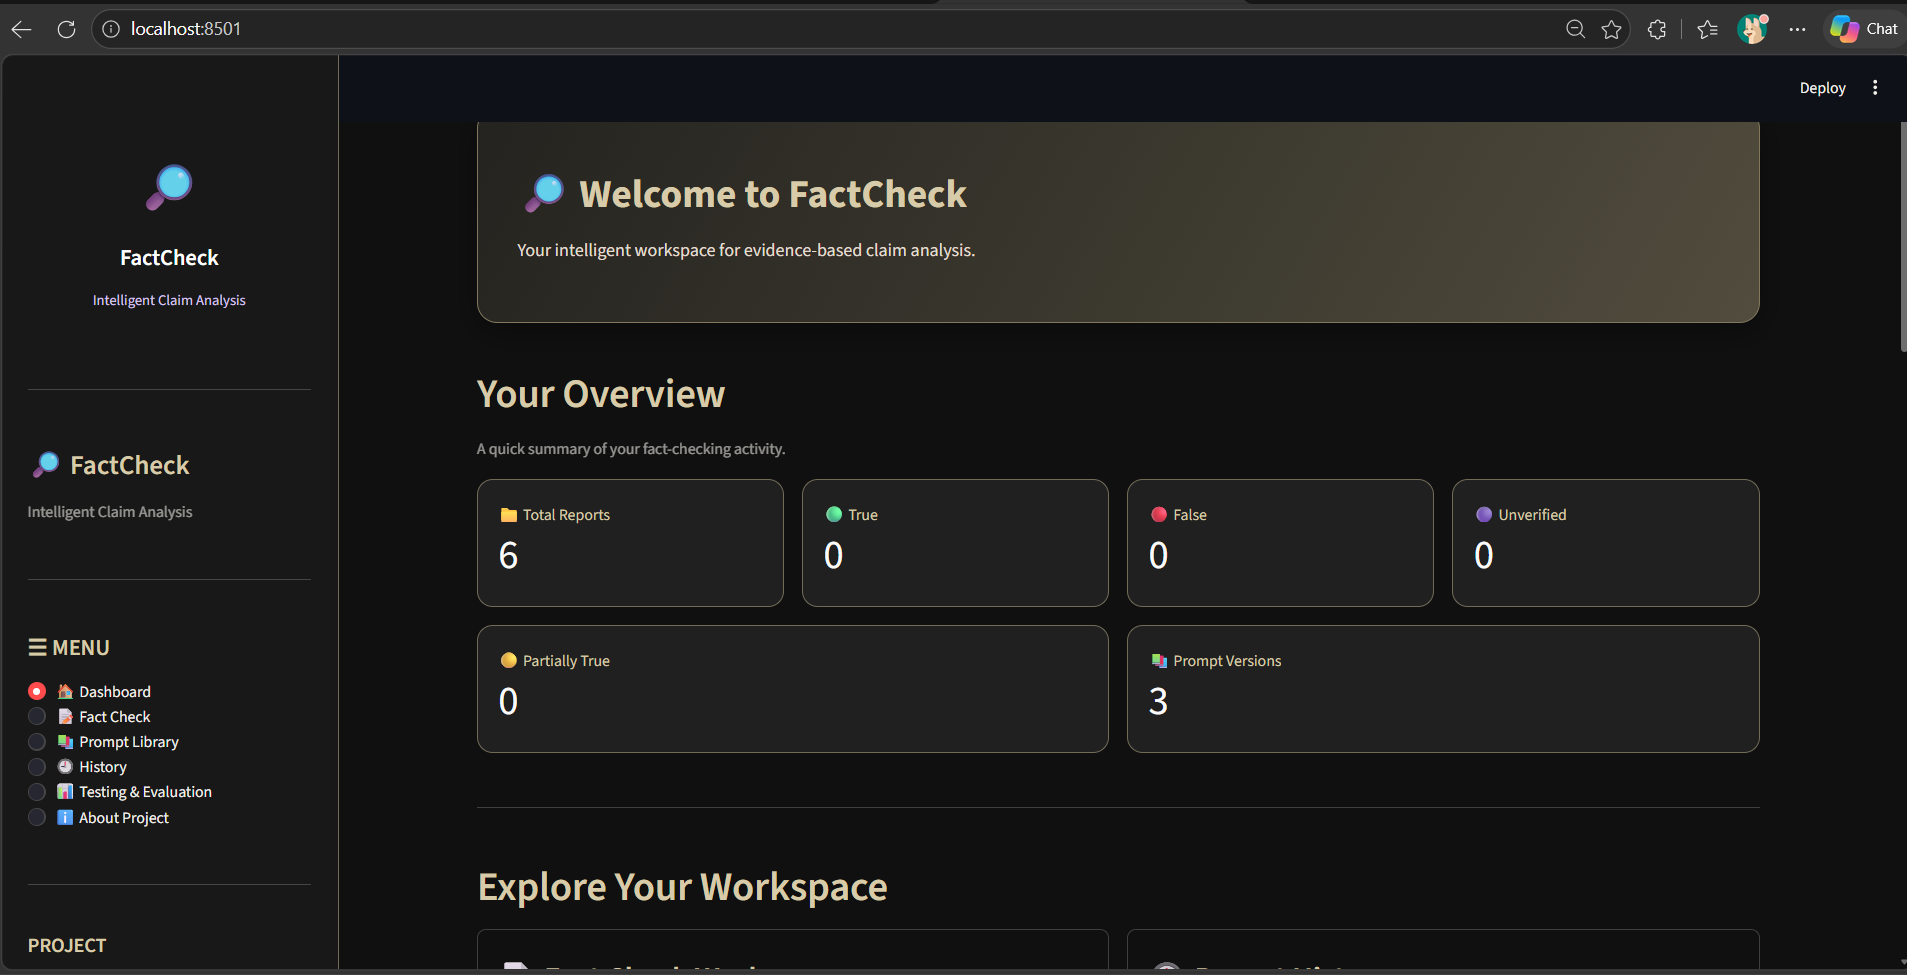 localhost:8501
Chat
Deploy
FactCheck
Intelligent Claim Analysis
FactCheck
Intelligent Claim Analysis
MENU
Dashboard
Fact Check
Prompt Library
History
Testing & Evaluation
About Project
PROJECT
Welcome to FactCheck
Your intelligent workspace for evidence-based claim analysis.
Your Overview
A quick summary of your fact-checking activity.
Total Reports
6
True
0
False
0
Unverified
0
Partially True
0
Prompt Versions
3
Explore Your Workspace